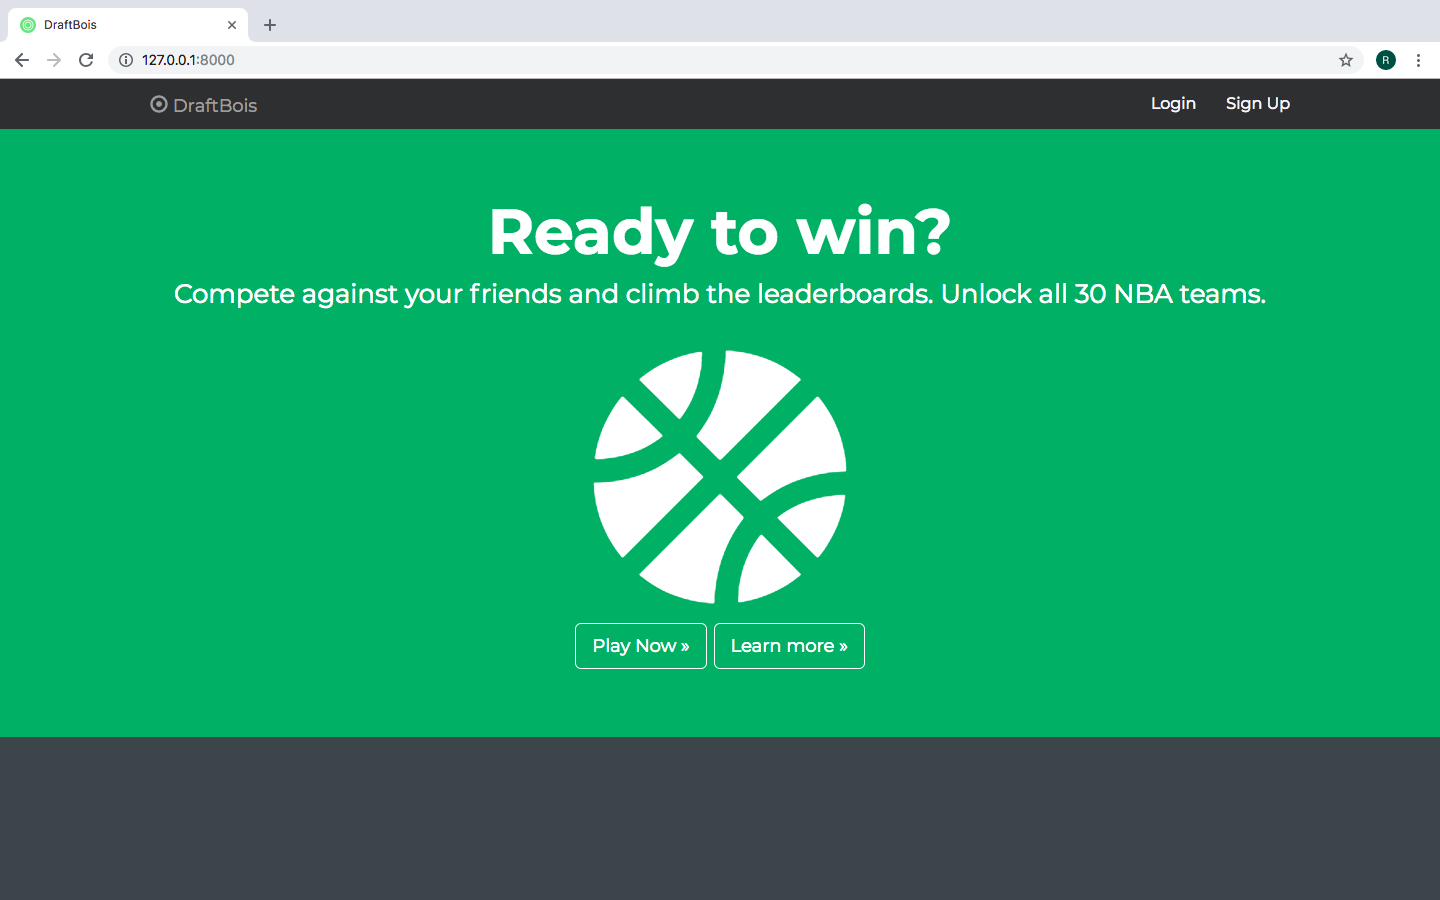 DraftBois
127.0.0.1:8000
R
DraftBois
Login
Sign Up
Ready to win?
Compete against your friends and climb the leaderboards. Unlock all 30 NBA teams.
Play Now »
Learn more »